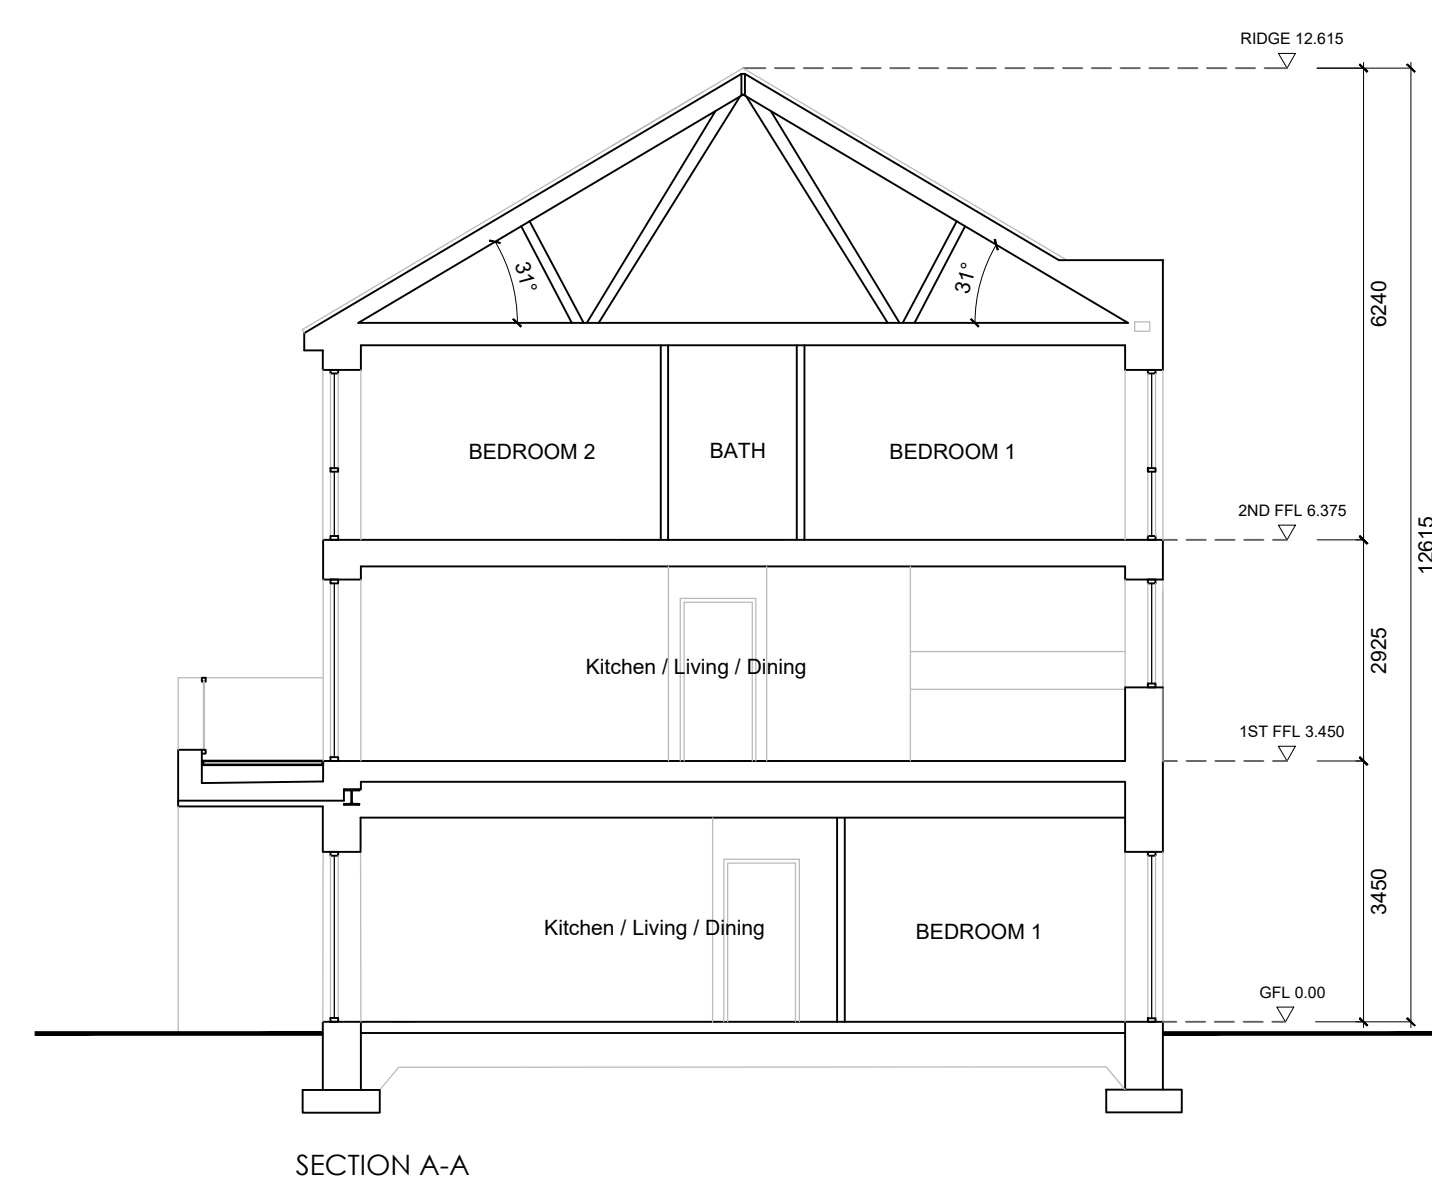 RIDGE 12.615
31°
31°
6240
BEDROOM 2
BATH
BEDROOM 1
2ND FFL 6.375
12615
Kitchen / Living / Dining
2925
1ST FFL 3.450
3450
Kitchen / Living / Dining
BEDROOM 1
GFL 0.00
SECTION A-A